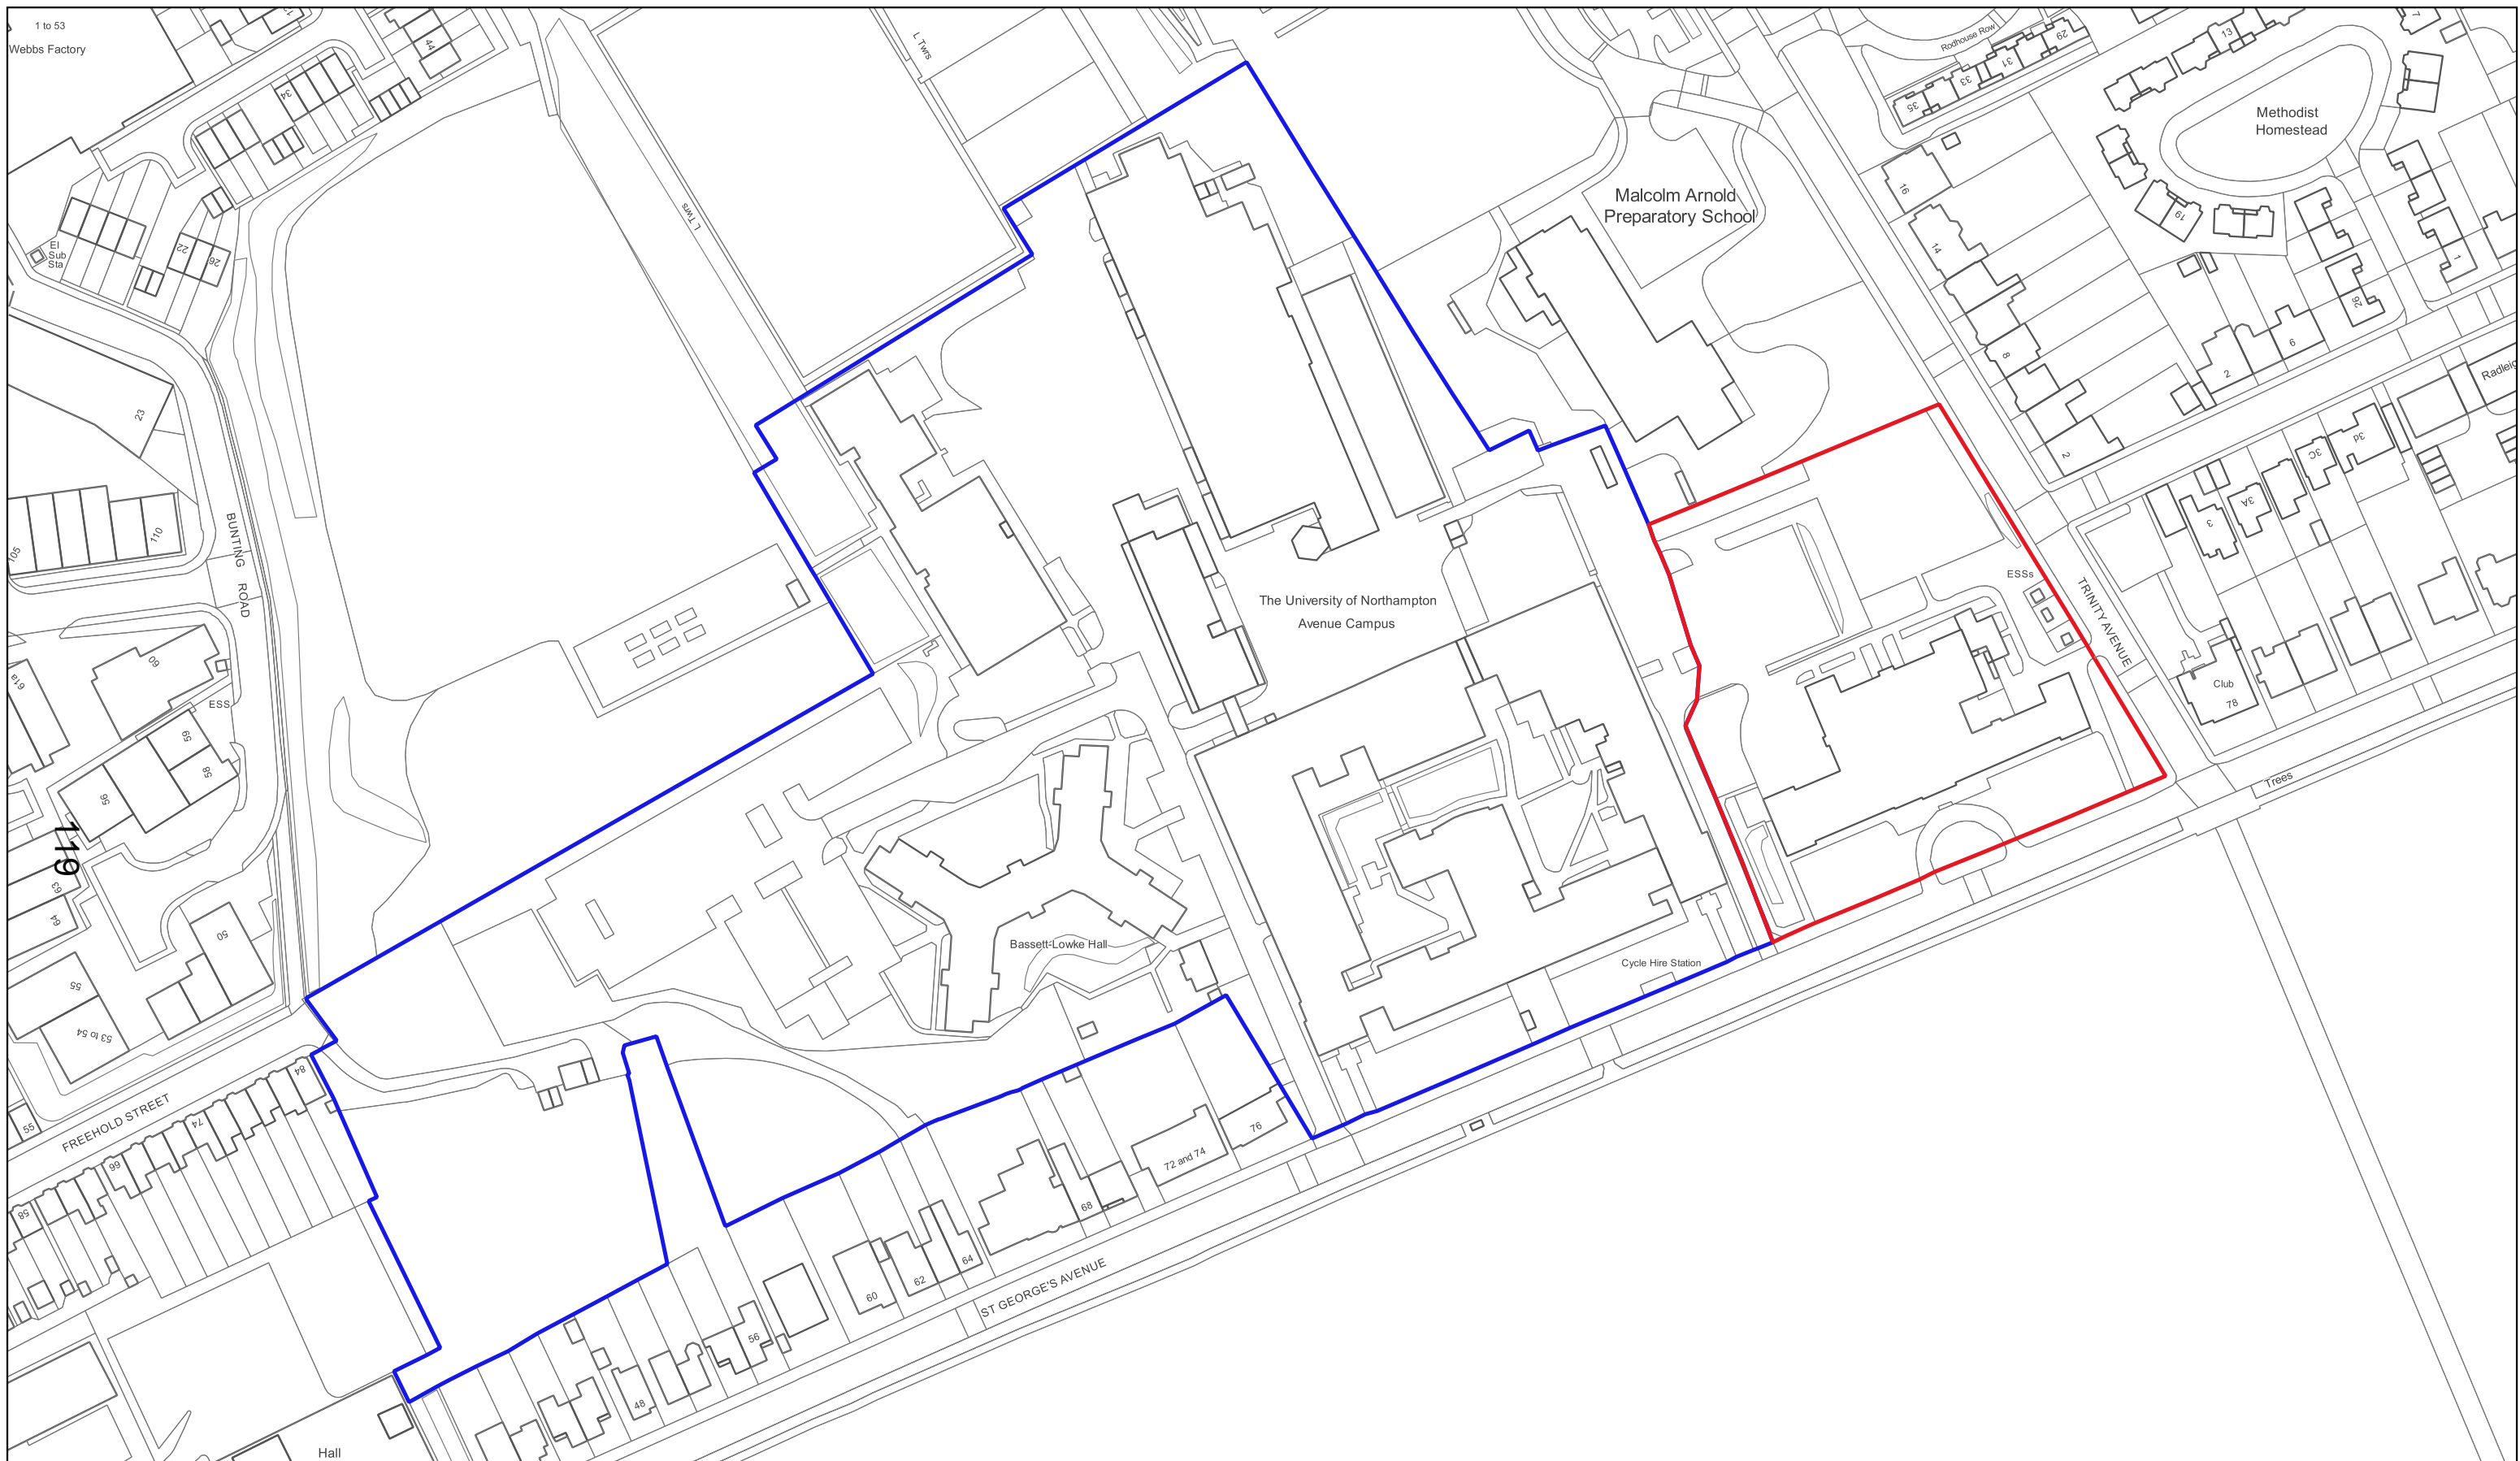 1 to 53
Webbs Factory
44
34
L Twrs
Rodhouse Row
29
31
33
35
13
7
Methodist
Homestead
16
Malcolm Arnold
Preparatory School
L Twrs
El
Sub
Sta
22
26
14
19
1
26
8
2
6
2
Radleig
23
3d
3C
3A
3
105
110
BUNTING ROAD
ESSs
The University of Northampton
Avenue Campus
TRINITY AVENUE
60
61a
ESS
Club
78
59
58
56
119
Trees
63
64
50
Bassett-Lowke Hall
Cycle Hire Station
55
53 to 54
84
55
FREEHOLD STREET
74
66
58
76
72 and 74
68
64
62
60
ST GEORGE'S AVENUE
56
48
Hall